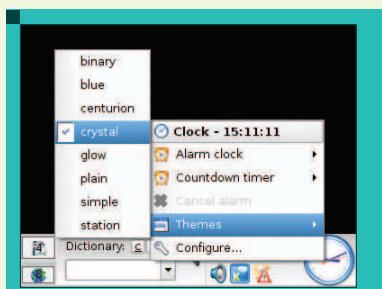 binary
blue
centurion
crystal
glow
plain
simple
station
Clock - 15:11:11
Alarm clock
Countdown timer
Cancel alarm
Themes
Configure...
Dictionary: c